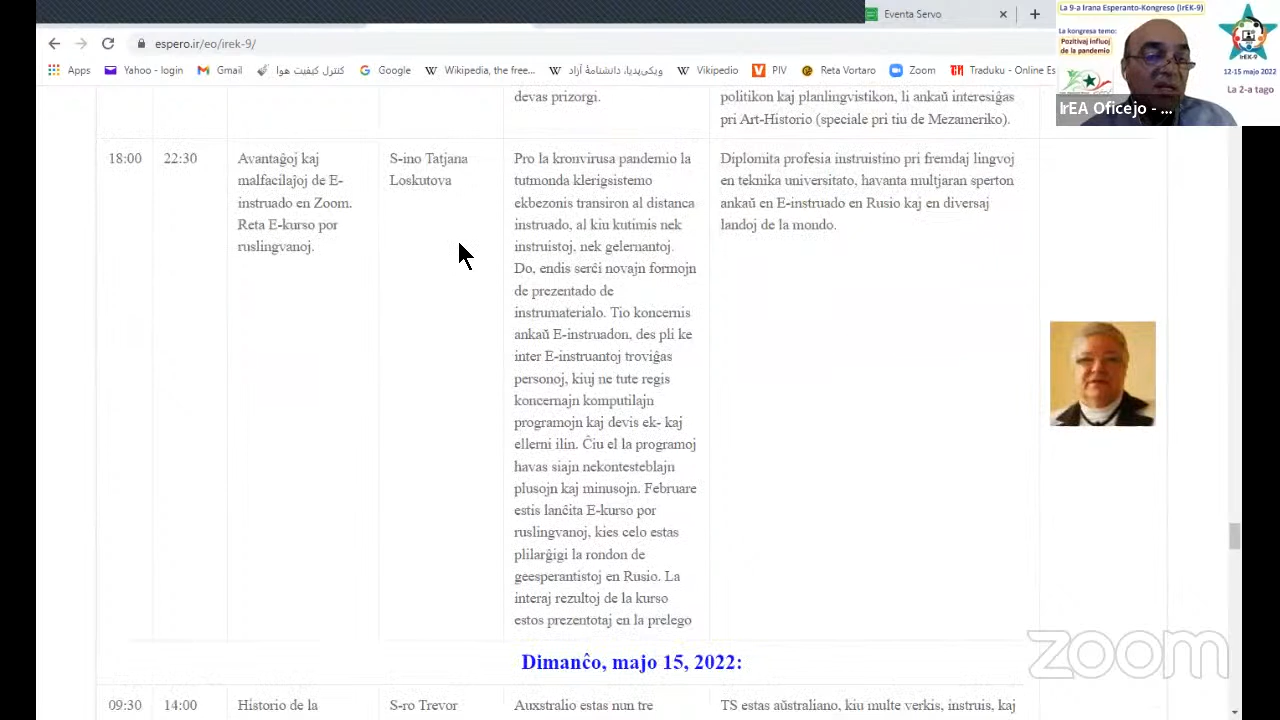 Eventa Servo
espero.ir/eo/irek-9/
Apps
Yahoo - login
Gmail
کنترل کیفیت هوا
Google
Wikipedia, the free...
ویکی‌پدیا، دانشنامهٔ آزاد
Vikipedio
PIV
Reta Vortaro
Zoom
Traduku - Online Es
La 9-a Irana Esperanto-Kongreso (IrEK-9)
La kongresa temo:
Pozitivaj influoj
de la pandemio
IrEK-9
12-15 majo 2022
La 2-a tago
IrEA Oficejo - ...
devas prizorgi.
politikon kaj planlingvistikon, li ankaŭ interesiĝas
pri Art-Historio (speciale pri tiu de Mezameriko).
18:00
22:30
Avantaĝoj kaj
malfacilaĵoj de E-
instruado en Zoom.
Reta E-kurso por
ruslingvanoj.
S-ino Tatjana
Loskutova
Pro la kronvirusa pandemio la
tutmonda klerigsistemo
ekbezonis transiron al distanca
instruado, al kiu kutimis nek
instruistoj, nek gelernantoj.
Do, endis serĉi novajn formojn
de prezentado de
instrumaterialo. Tio koncernis
ankaŭ E-instruadon, des pli ke
inter E-instruantoj troviĝas
personoj, kiuj ne tute regis
koncernajn komputilajn
programojn kaj devis ek- kaj
ellerni ilin. Ĉiu el la programoj
havas siajn nekontesteblajn
plusojn kaj minusojn. Februare
estis lanĉita E-kurso por
ruslingvanoj, kies celo estas
plilarĝigi la rondon de
geesperantistoj en Rusio. La
interaj rezultoj de la kurso
estos prezentotaj en la prelego
Diplomita profesia instruistino pri fremdaj lingvoj
en teknika universitato, havanta multjaran sperton
ankaŭ en E-instruado en Rusio kaj en diversaj
landoj de la mondo.
Dimanĉo, majo 15, 2022:
09:30
14:00
Historio de la
S-ro Trevor
Auxstralio estas nun tre
TS estas aŭstraliano, kiu multe verkis, instruis, kaj
zoom